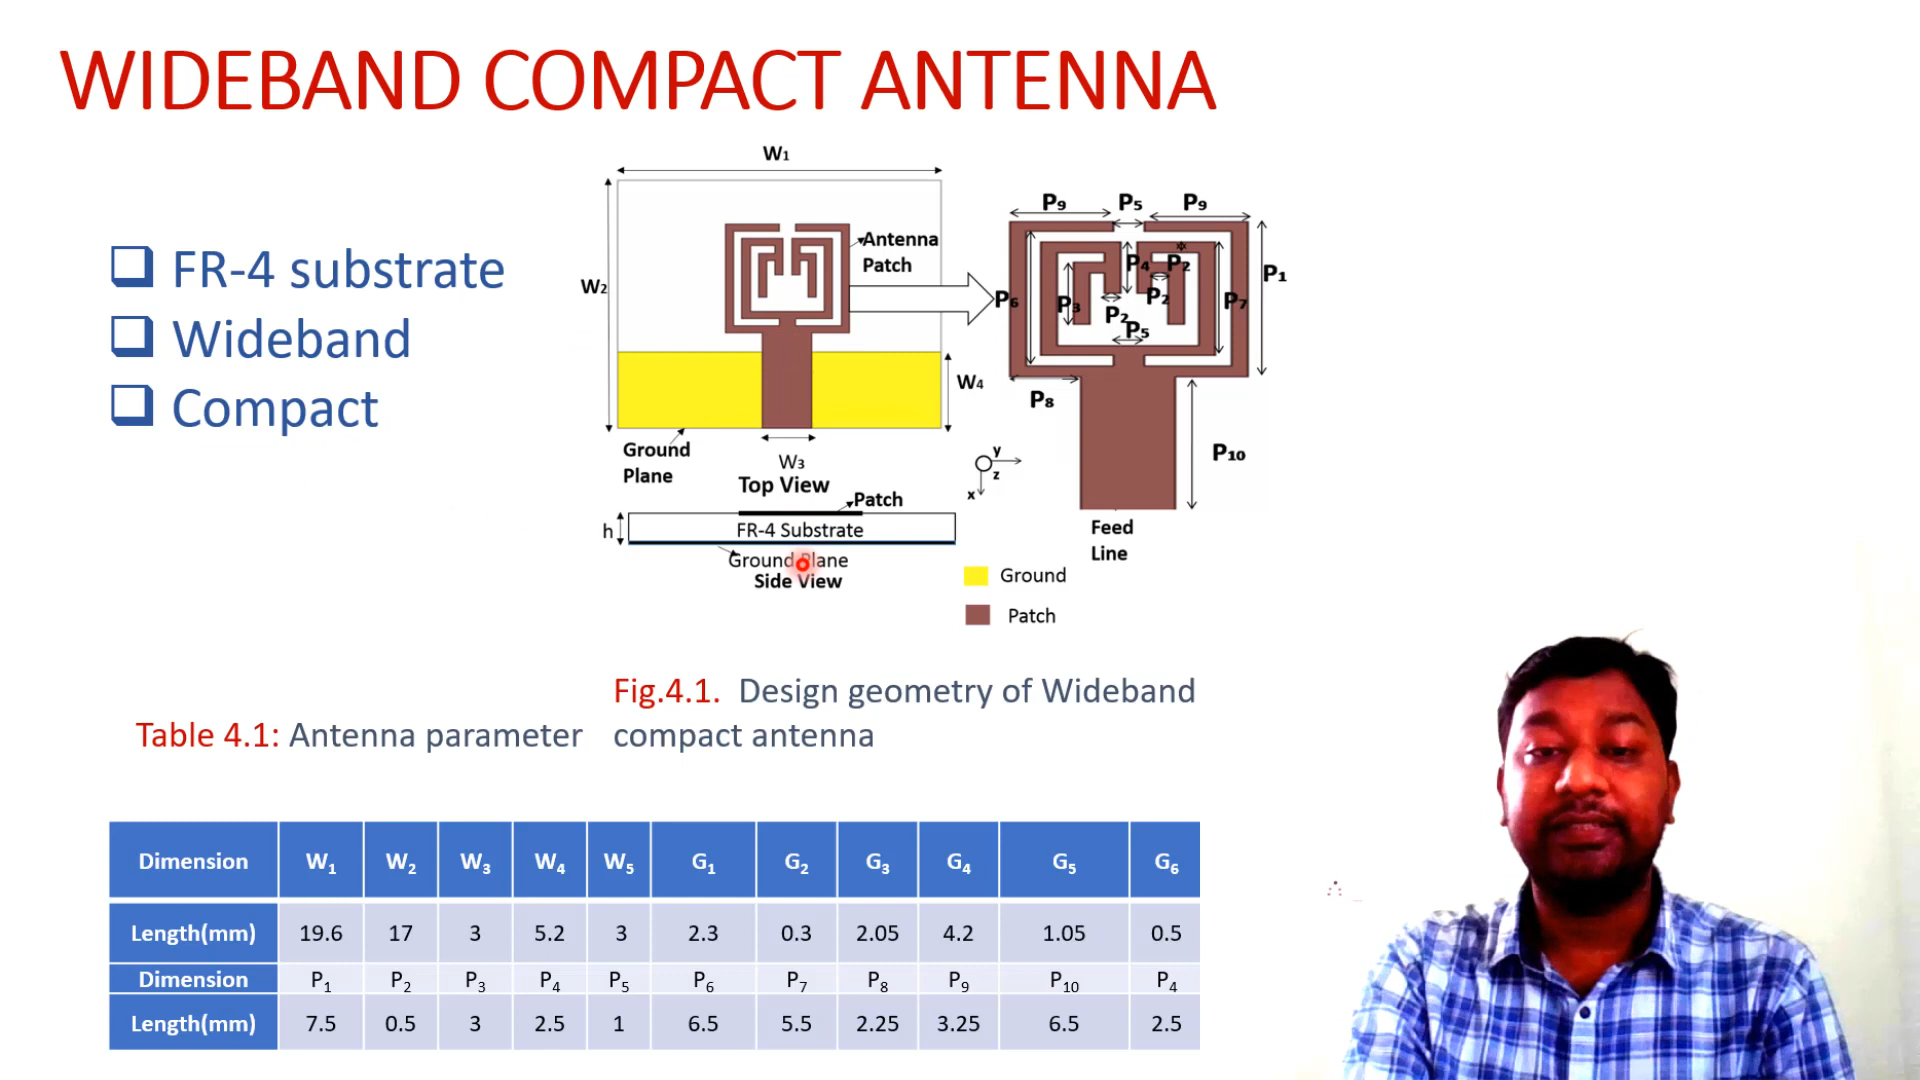 WIDEBAND COMPACT ANTENNA
FR-4 substrate
Wideband
Compact
W1
W2
Antenna
Patch
W4
Ground
Plane
W3
Top View
Patch
h
FR-4 Substrate
Ground Plane
Side View
y
z
x
P9
P5
P9
P1
P4
P2
P6
P3
P2
P7
P2
P5
P8
P10
Feed
Line
Ground
Patch
Fig.4.1. Design geometry of Wideband
compact antenna
Table 4.1: Antenna parameter
Dimension W1 W2 W3 W4 W5 G1 G2 G3 G4 G5 G6
Length(mm) 19.6 17 3 5.2 3 2.3 0.3 2.05 4.2 1.05 0.5
Dimension P1 P2 P3 P4 P5 P6 P7 P8 P9 P10 P4
Length(mm) 7.5 0.5 3 2.5 1 6.5 5.5 2.25 3.25 6.5 2.5